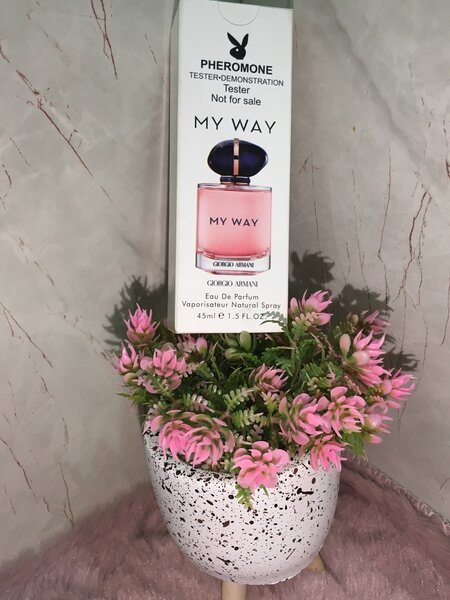 PHEROMONE
TESTER•DEMONSTRATION
Tester
Not for sale
MY WAY
MY WAY
GIORGIO ARMANI
GIORGIO ARMANI
Eau De Parfum
Vaporisateur Natural Spray
45ml e 1.5 FL.OZ